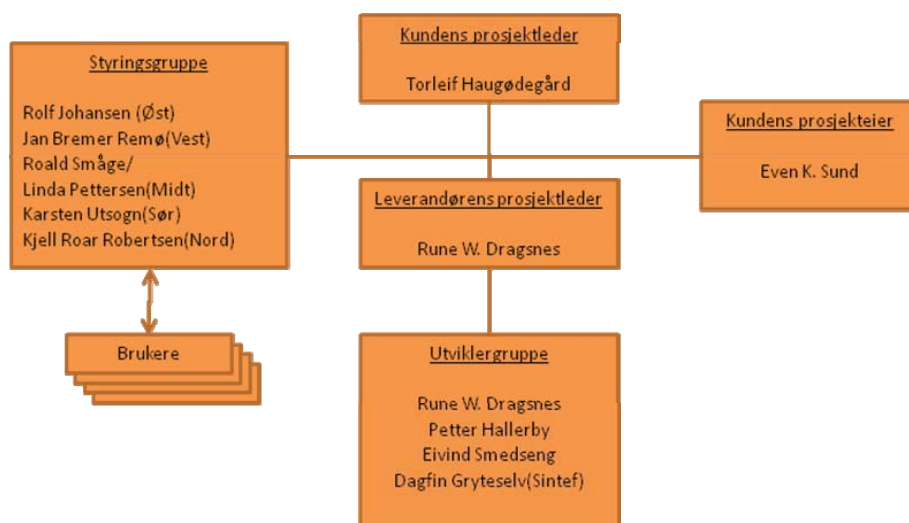 Kundens prosjektleder
Torleif Haugødegård
Styringsgruppe
Rolf Johansen (Øst)
Jan Bremer Remø(Vest)
Roald Småge/
Linda Pettersen(Midt)
Karsten Utsogn(Sør)
Kjell Roar Robertsen(Nord)
Kundens prosjekteier
Even K. Sund
Leverandørens prosjektleder
Rune W. Dragsnes
Brukere
Utviklergruppe
Rune W. Dragsnes
Petter Hallerby
Eivind Smedseng
Dagfin Gryteselv(Sintef)